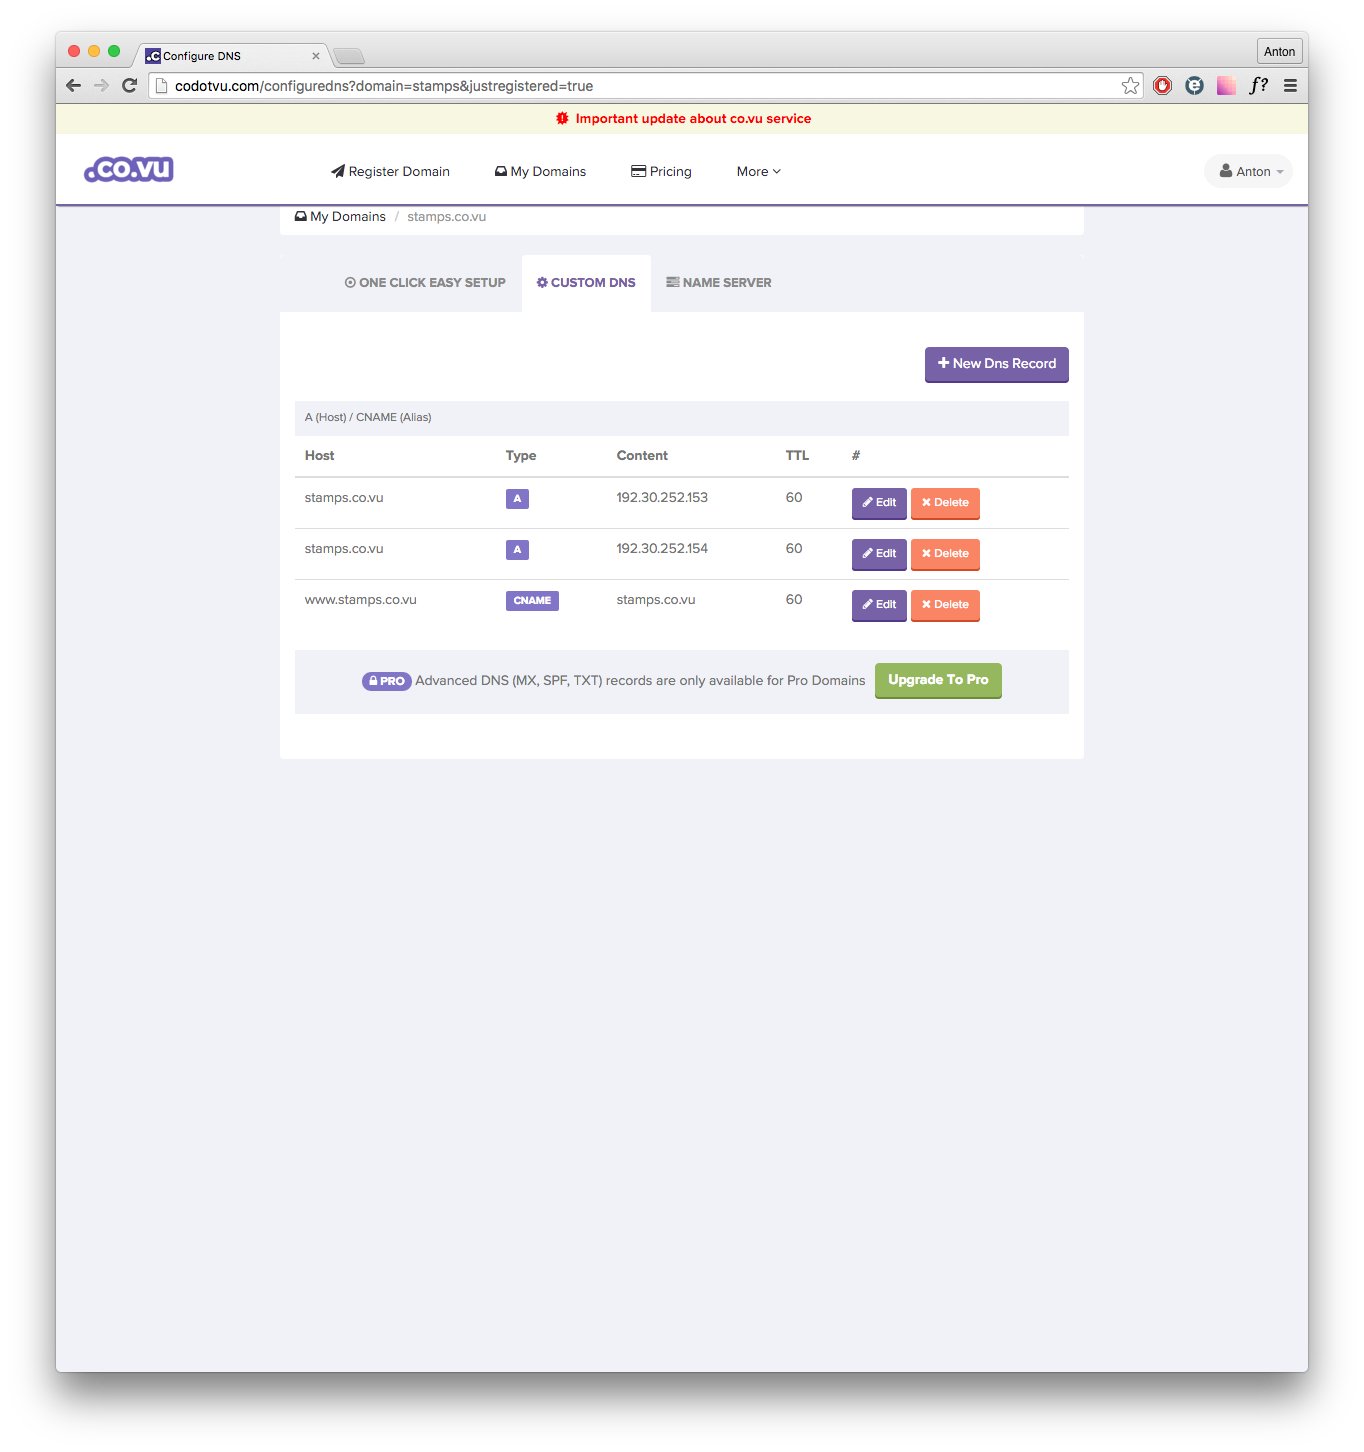 Configure DNS
Anton
codotvu.com/configuredns?domain=stamps&justregistered=true
f?
Important update about co.vu service
.co.vu
Register Domain
My Domains
Pricing
More
Anton
My Domains / stamps.co.vu
ONE CLICK EASY SETUP
CUSTOM DNS
NAME SERVER
New Dns Record
A (Host) / CNAME (Alias)
Host Type Content TTL #
stamps.co.vu A 192.30.252.153 60 Edit Delete
stamps.co.vu A 192.30.252.154 60 Edit Delete
www.stamps.co.vu CNAME stamps.co.vu 60 Edit Delete
PRO Advanced DNS (MX, SPF, TXT) records are only available for Pro Domains Upgrade To Pro